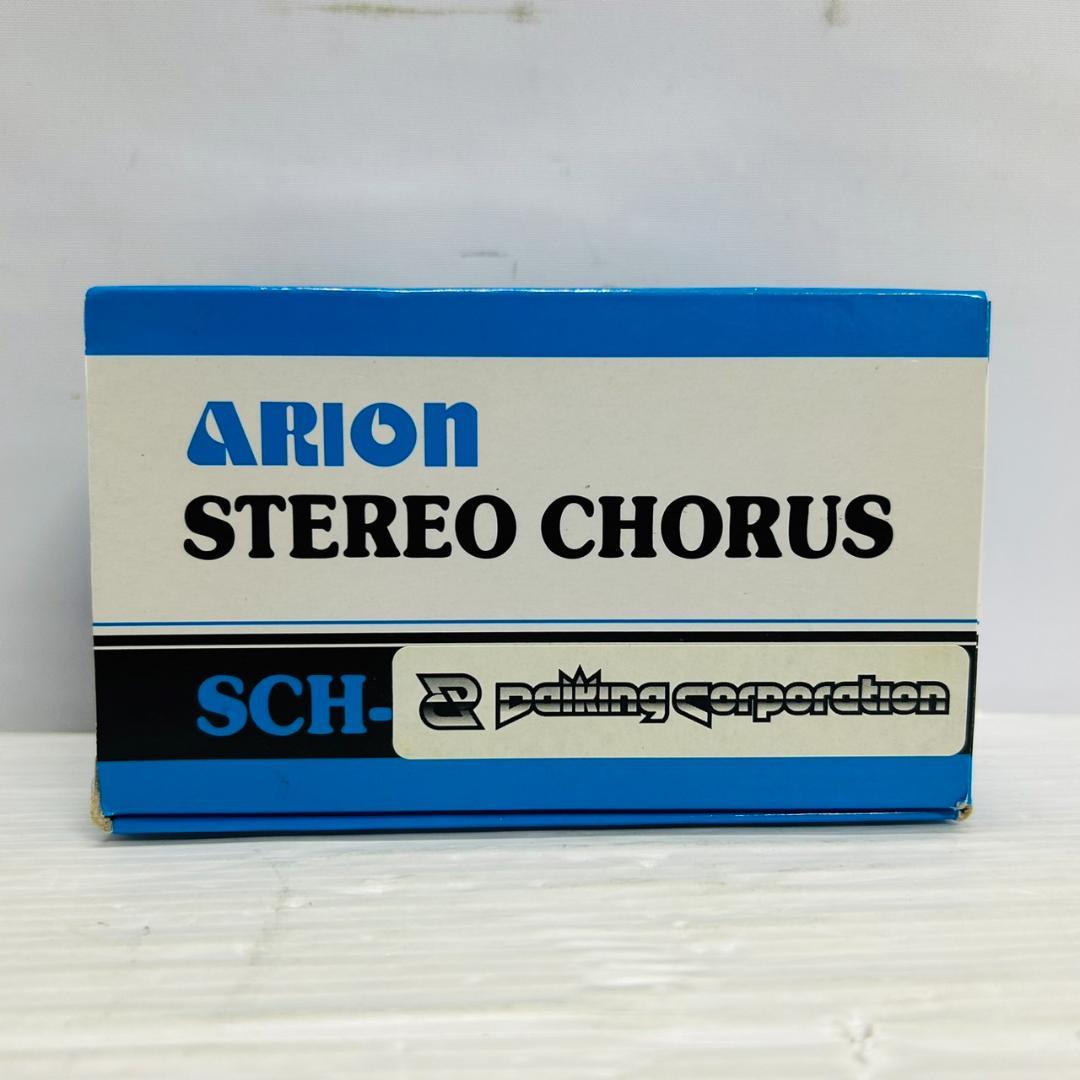 ARION
STEREO CHORUS
SCH- Daiking Corporation